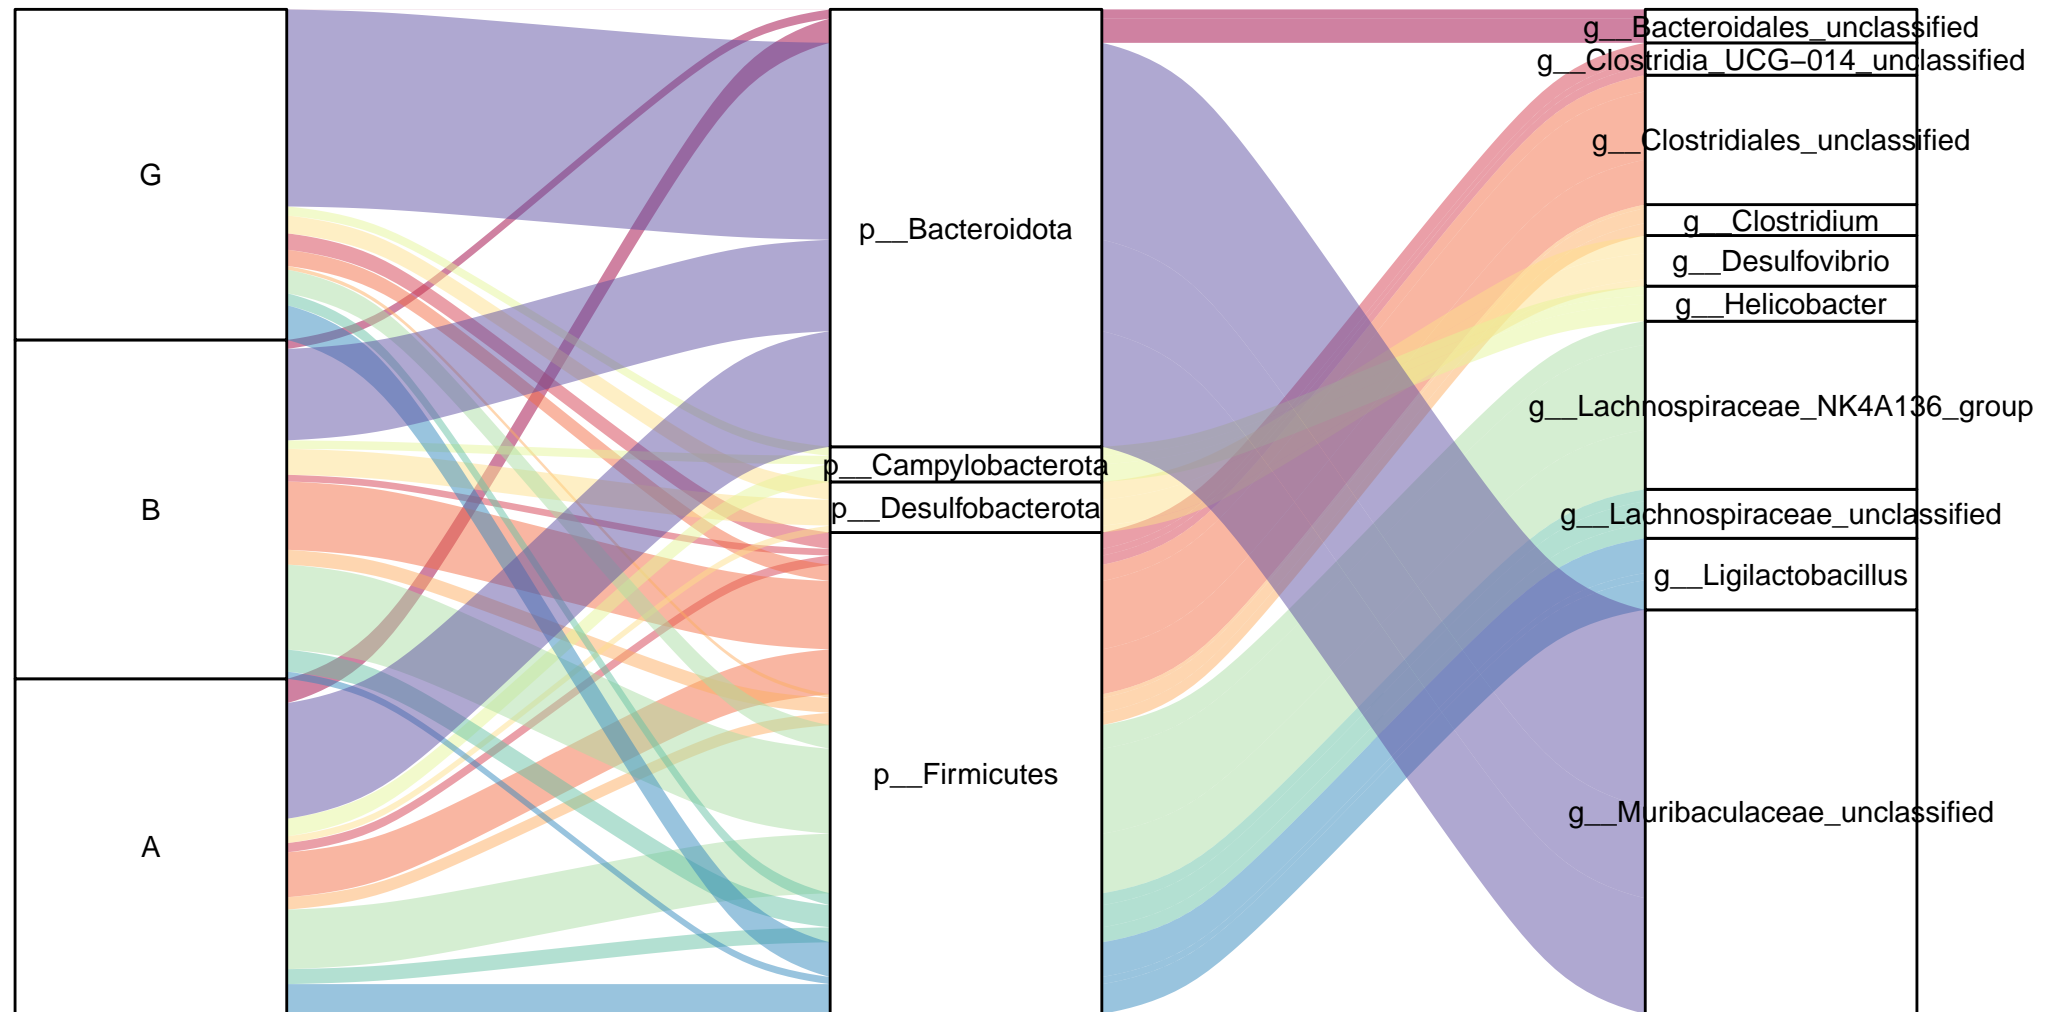 G
B
A
p__Bacteroidota
p__Campylobacterota
p__Desulfobacterota
p__Firmicutes
g__Bacteroidales_unclassified
g__Clostridia_UCG−014_unclassified
g__Clostridiales_unclassified
g__Clostridium
g__Desulfovibrio
g__Helicobacter
g__Lachnospiraceae_NK4A136_group
g__Lachnospiraceae_unclassified
g__Ligilactobacillus
g__Muribaculaceae_unclassified